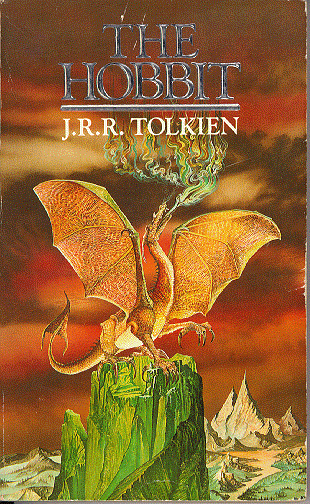 THE
HOBBIT
J.R.R. TOLKIEN